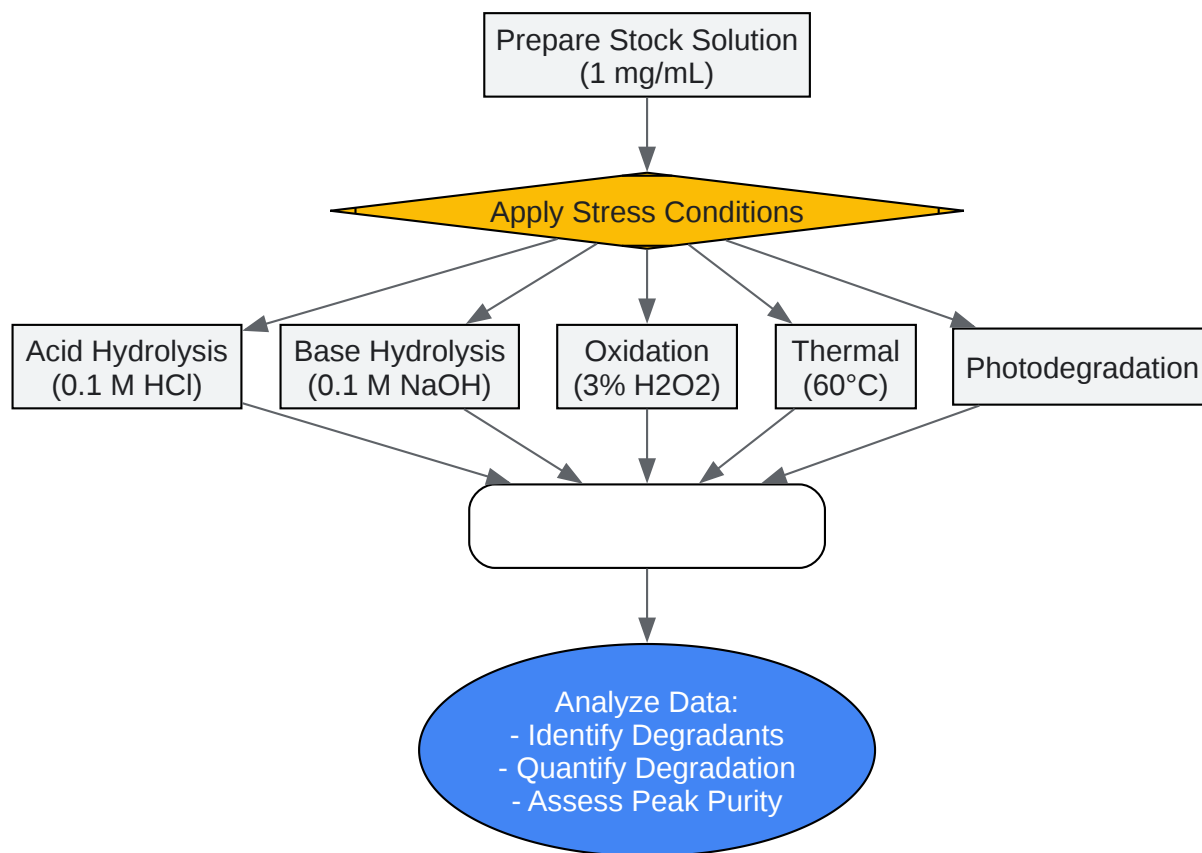 Prepare Stock Solution
(1 mg/mL)
Apply Stress Conditions
Acid Hydrolysis
(0.1 M HCl)
Base Hydrolysis
(0.1 M NaOH)
Oxidation
(3% H2O2)
Thermal
(60°C)
Photodegradation
Analyze Data:
- Identify Degradants
- Quantify Degradation
- Assess Peak Purity